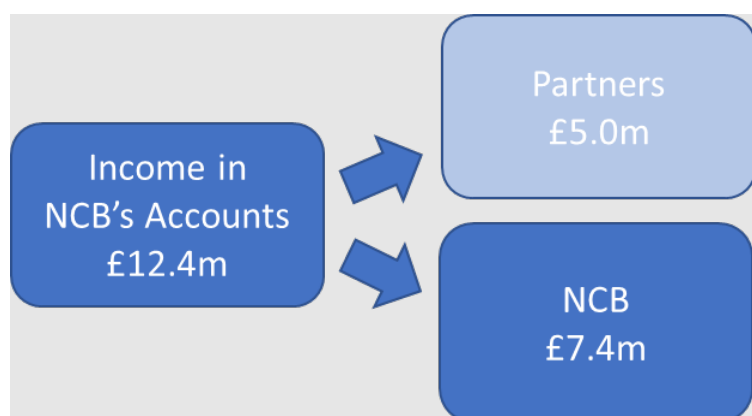 Income in
NCB’s Accounts
£12.4m
Partners
£5.0m
NCB
£7.4m